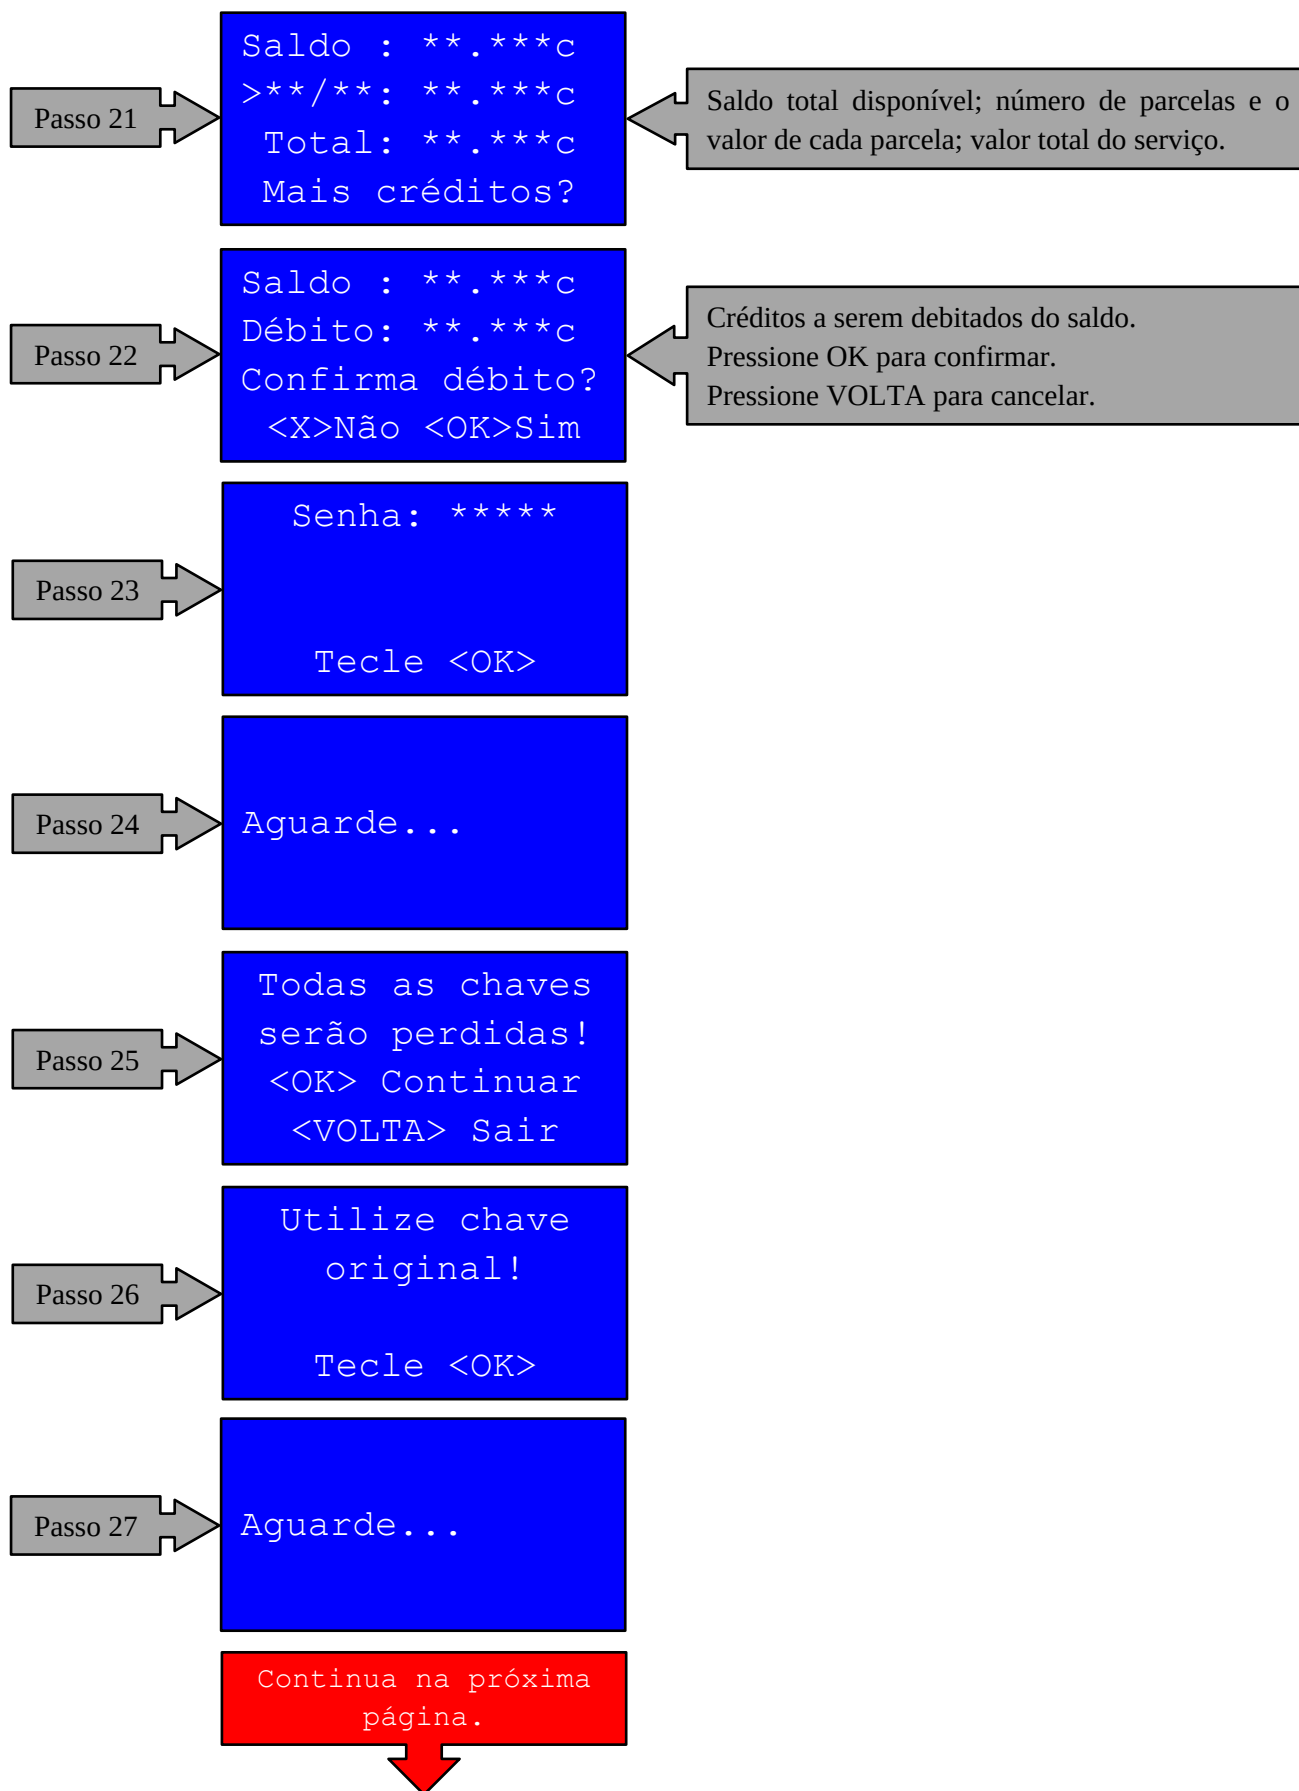 Passo 21
Saldo : **.***c
>**/**: **.***c
Total: **.***c
Mais créditos?
Saldo total disponível; número de parcelas e o
valor de cada parcela; valor total do serviço.
Passo 22
Saldo : **.***c
Débito: **.***c
Confirma débito?
<X>Não <OK>Sim
Créditos a serem debitados do saldo.
Pressione OK para confirmar.
Pressione VOLTA para cancelar.
Passo 23
Senha: *****
Tecle <OK>
Passo 24
Aguarde...
Passo 25
Todas as chaves
serão perdidas!
<OK> Continuar
<VOLTA> Sair
Passo 26
Utilize chave
original!
Tecle <OK>
Passo 27
Aguarde...
Continua na próxima
página.